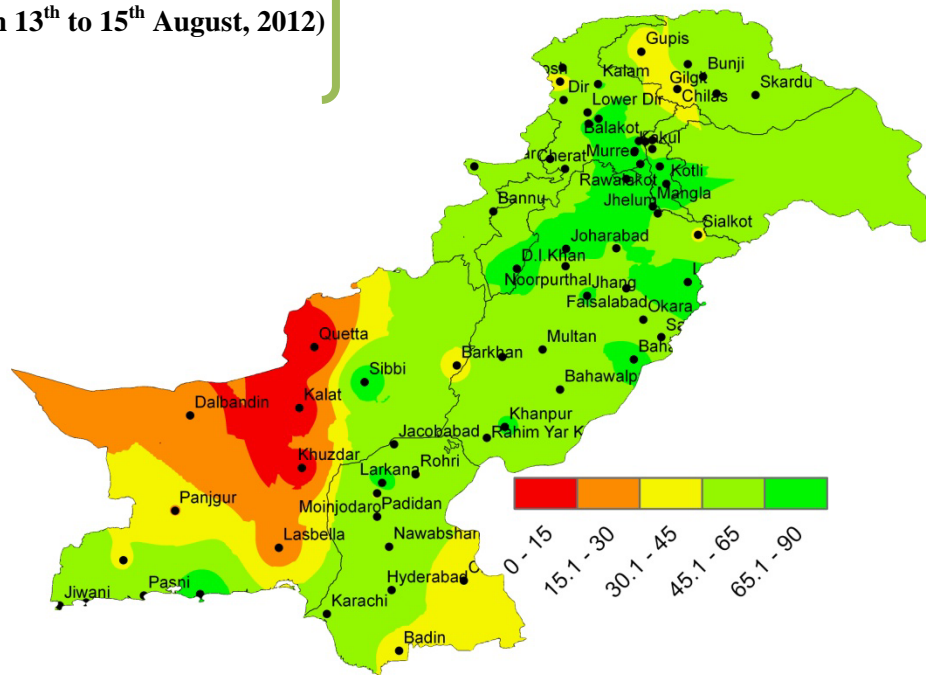 13th to 15th August, 2012)
Gupis
Bunji
Kalam
Gilgit
Skardu
Chilas
Dir
Lower Dir
Balakot
Kakul
Murree
Cherat
Kotli
Rawalakot
Mangla
Bannu
Jhelum
Sialkot
Joharabad
D.I.Khan
Noorpurthal
Jhang
Faisalabad
Okara
Quetta
Multan
Barkhan
Sibbi
Bahawalp
Kalat
Dalbandin
Khanpur
Rahim Yar K
Jacobabad
Khuzdar
Rohri
Larkana
Panjgur
Moinjodaro
Padidan
Lasbella
Nawabshah
Hyderabad
Pasni
Jiwani
Karachi
Badin
0 - 15
15.1 - 30
30.1 - 45
45.1 - 65
65.1 - 90